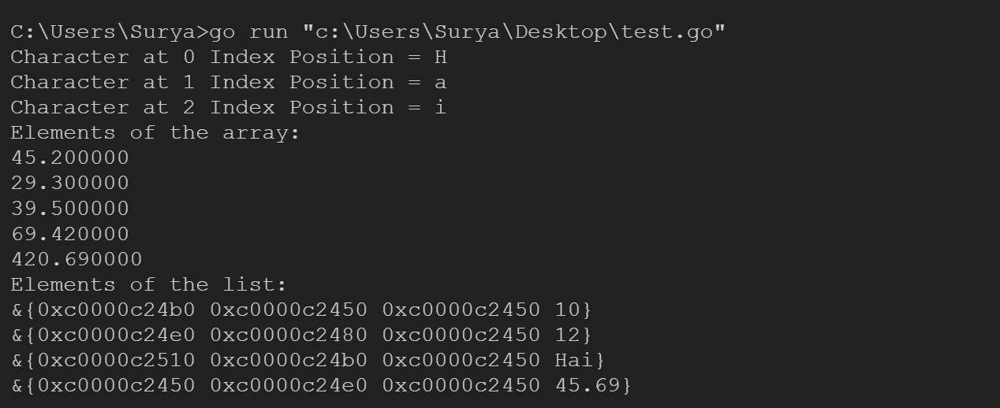 C:\Users\Surya>go run "c:\Users\Surya\Desktop\test.go"
Character at 0 Index Position = H
Character at 1 Index Position = a
Character at 2 Index Position = i
Elements of the array:
45.200000
29.300000
39.500000
69.420000
420.690000
Elements of the list:
&{0xc0000c24b0 0xc0000c2450 0xc0000c2450 10}
&{0xc0000c24e0 0xc0000c2480 0xc0000c2450 12}
&{0xc0000c2510 0xc0000c24b0 0xc0000c2450 Hai}
&{0xc0000c2450 0xc0000c24e0 0xc0000c2450 45.69}